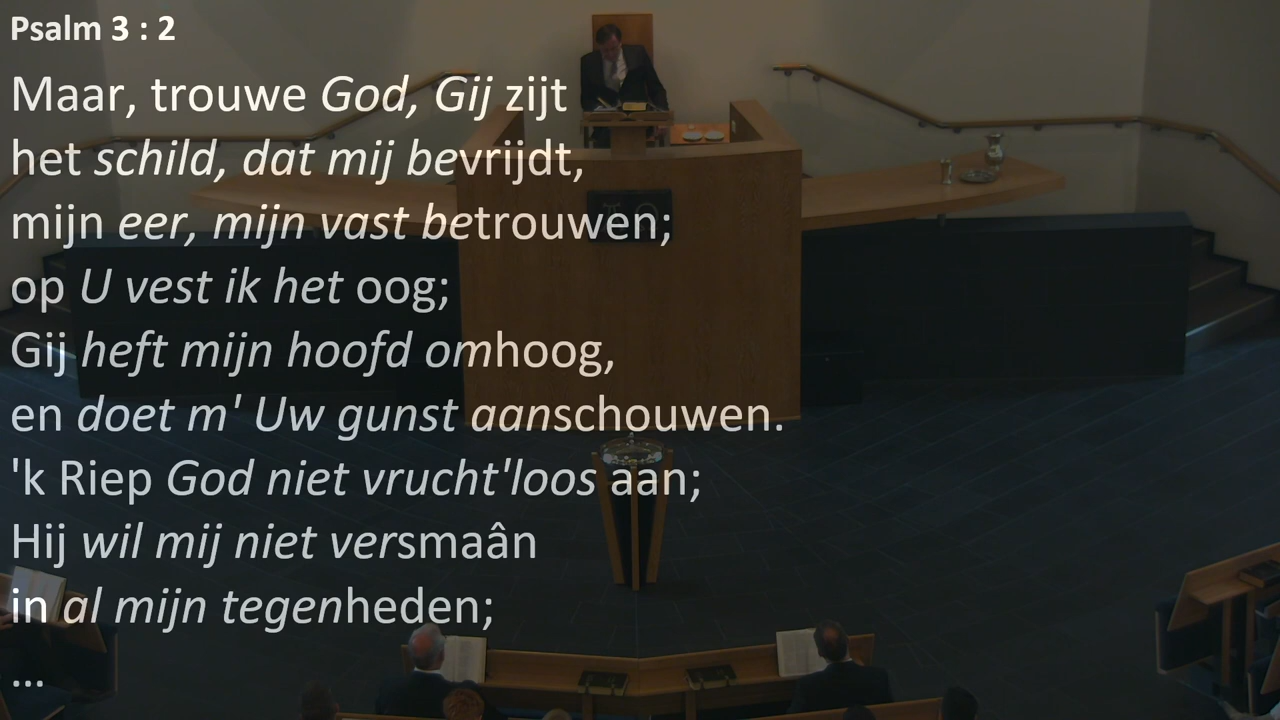 Psalm 3 : 2
Maar, trouwe God, Gij zijt
het schild, dat mij bevrijdt,
mijn eer, mijn vast betrouwen;
op U vest ik het oog;
Gij heft mijn hoofd omhoog,
en doet m' Uw gunst aanschouwen.
'k Riep God niet vrucht'loos aan;
Hij wil mij niet versmaân
in al mijn tegenheden;
...